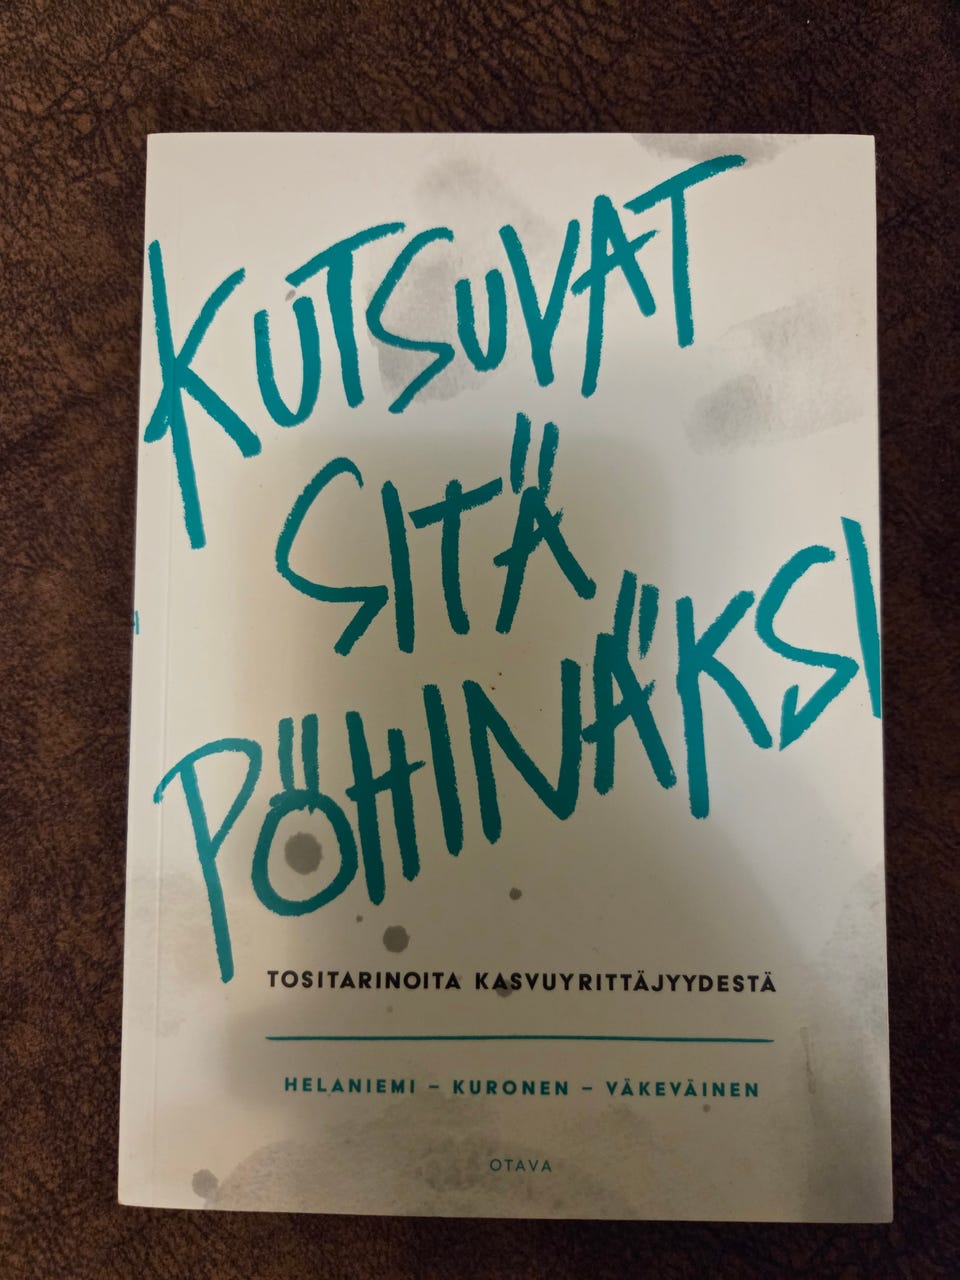 KUTSUVAT
SITÄ
PÖHINÄKSI
TOSITARINOITA KASVUYRITTÄJYYDESTÄ
HELANIEMI – KURONEN – VÄKEVÄINEN
OTAVA